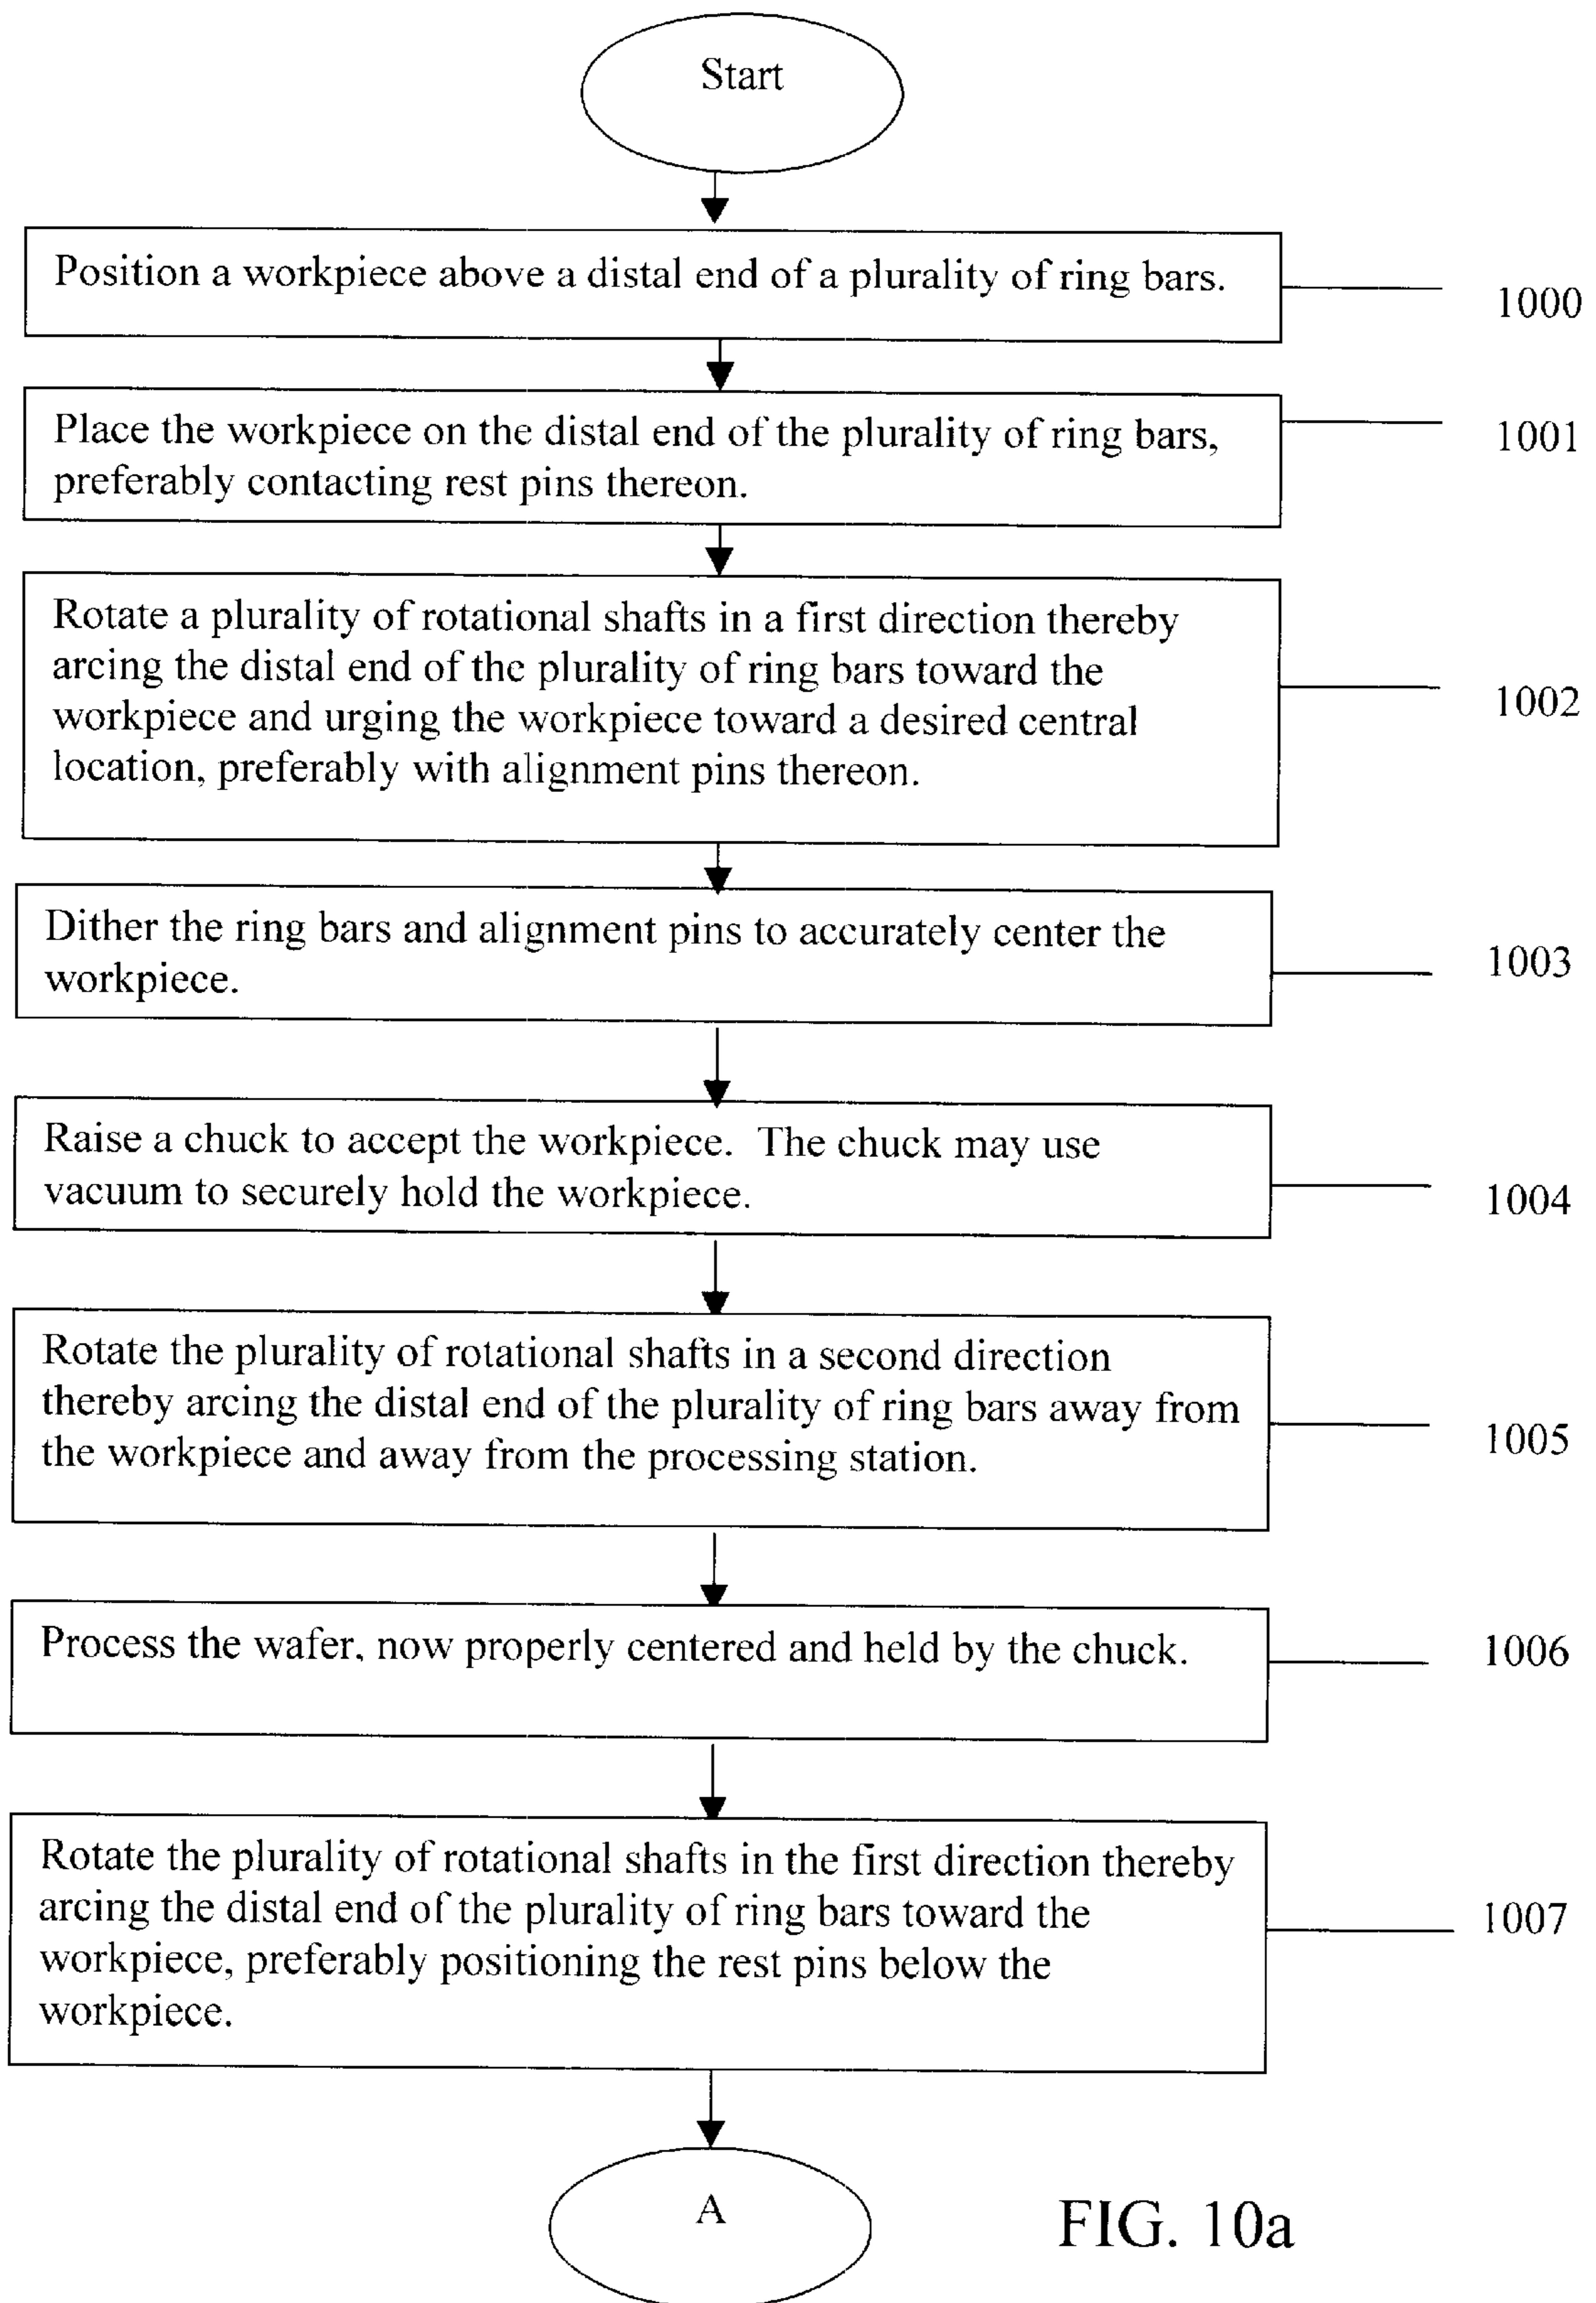 Start
Position a workpiece above a distal end of a plurality of ring bars.
1000
Place the workpiece on the distal end of the plurality of ring bars,
preferably contacting rest pins thereon.
1001
Rotate a plurality of rotational shafts in a first direction thereby
arcing the distal end of the plurality of ring bars toward the
workpiece and urging the workpiece toward a desired central
location, preferably with alignment pins thereon.
1002
Dither the ring bars and alignment pins to accurately center the
workpiece.
1003
Raise a chuck to accept the workpiece.  The chuck may use
vacuum to securely hold the workpiece.
1004
Rotate the plurality of rotational shafts in a second direction
thereby arcing the distal end of the plurality of ring bars away from
the workpiece and away from the processing station.
1005
Process the wafer, now properly centered and held by the chuck.
1006
Rotate the plurality of rotational shafts in the first direction thereby
arcing the distal end of the plurality of ring bars toward the
workpiece, preferably positioning the rest pins below the
workpiece.
1007
A
FIG. 10a